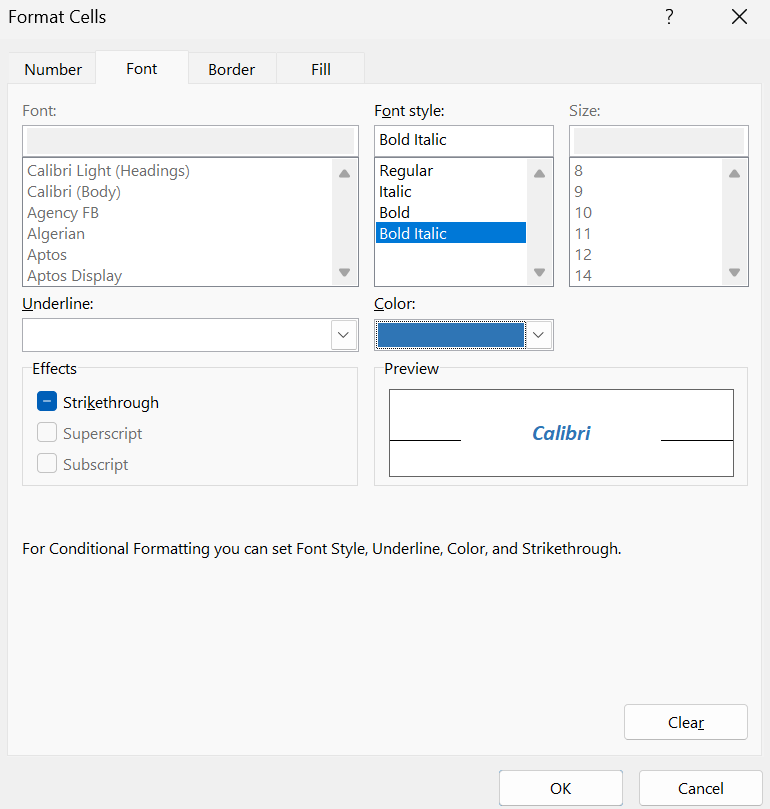 Format Cells
?
Number Font Border Fill
Font:
Calibri Light (Headings)
Calibri (Body)
Agency FB
Algerian
Aptos
Aptos Display
Font style:
Bold Italic
Regular
Italic
Bold
Bold Italic
Size:
8
9
10
11
12
14
Underline:
Color:
Effects
Strikethrough
Superscript
Subscript
Preview
Calibri
For Conditional Formatting you can set Font Style, Underline, Color, and Strikethrough.
Clear
OK Cancel